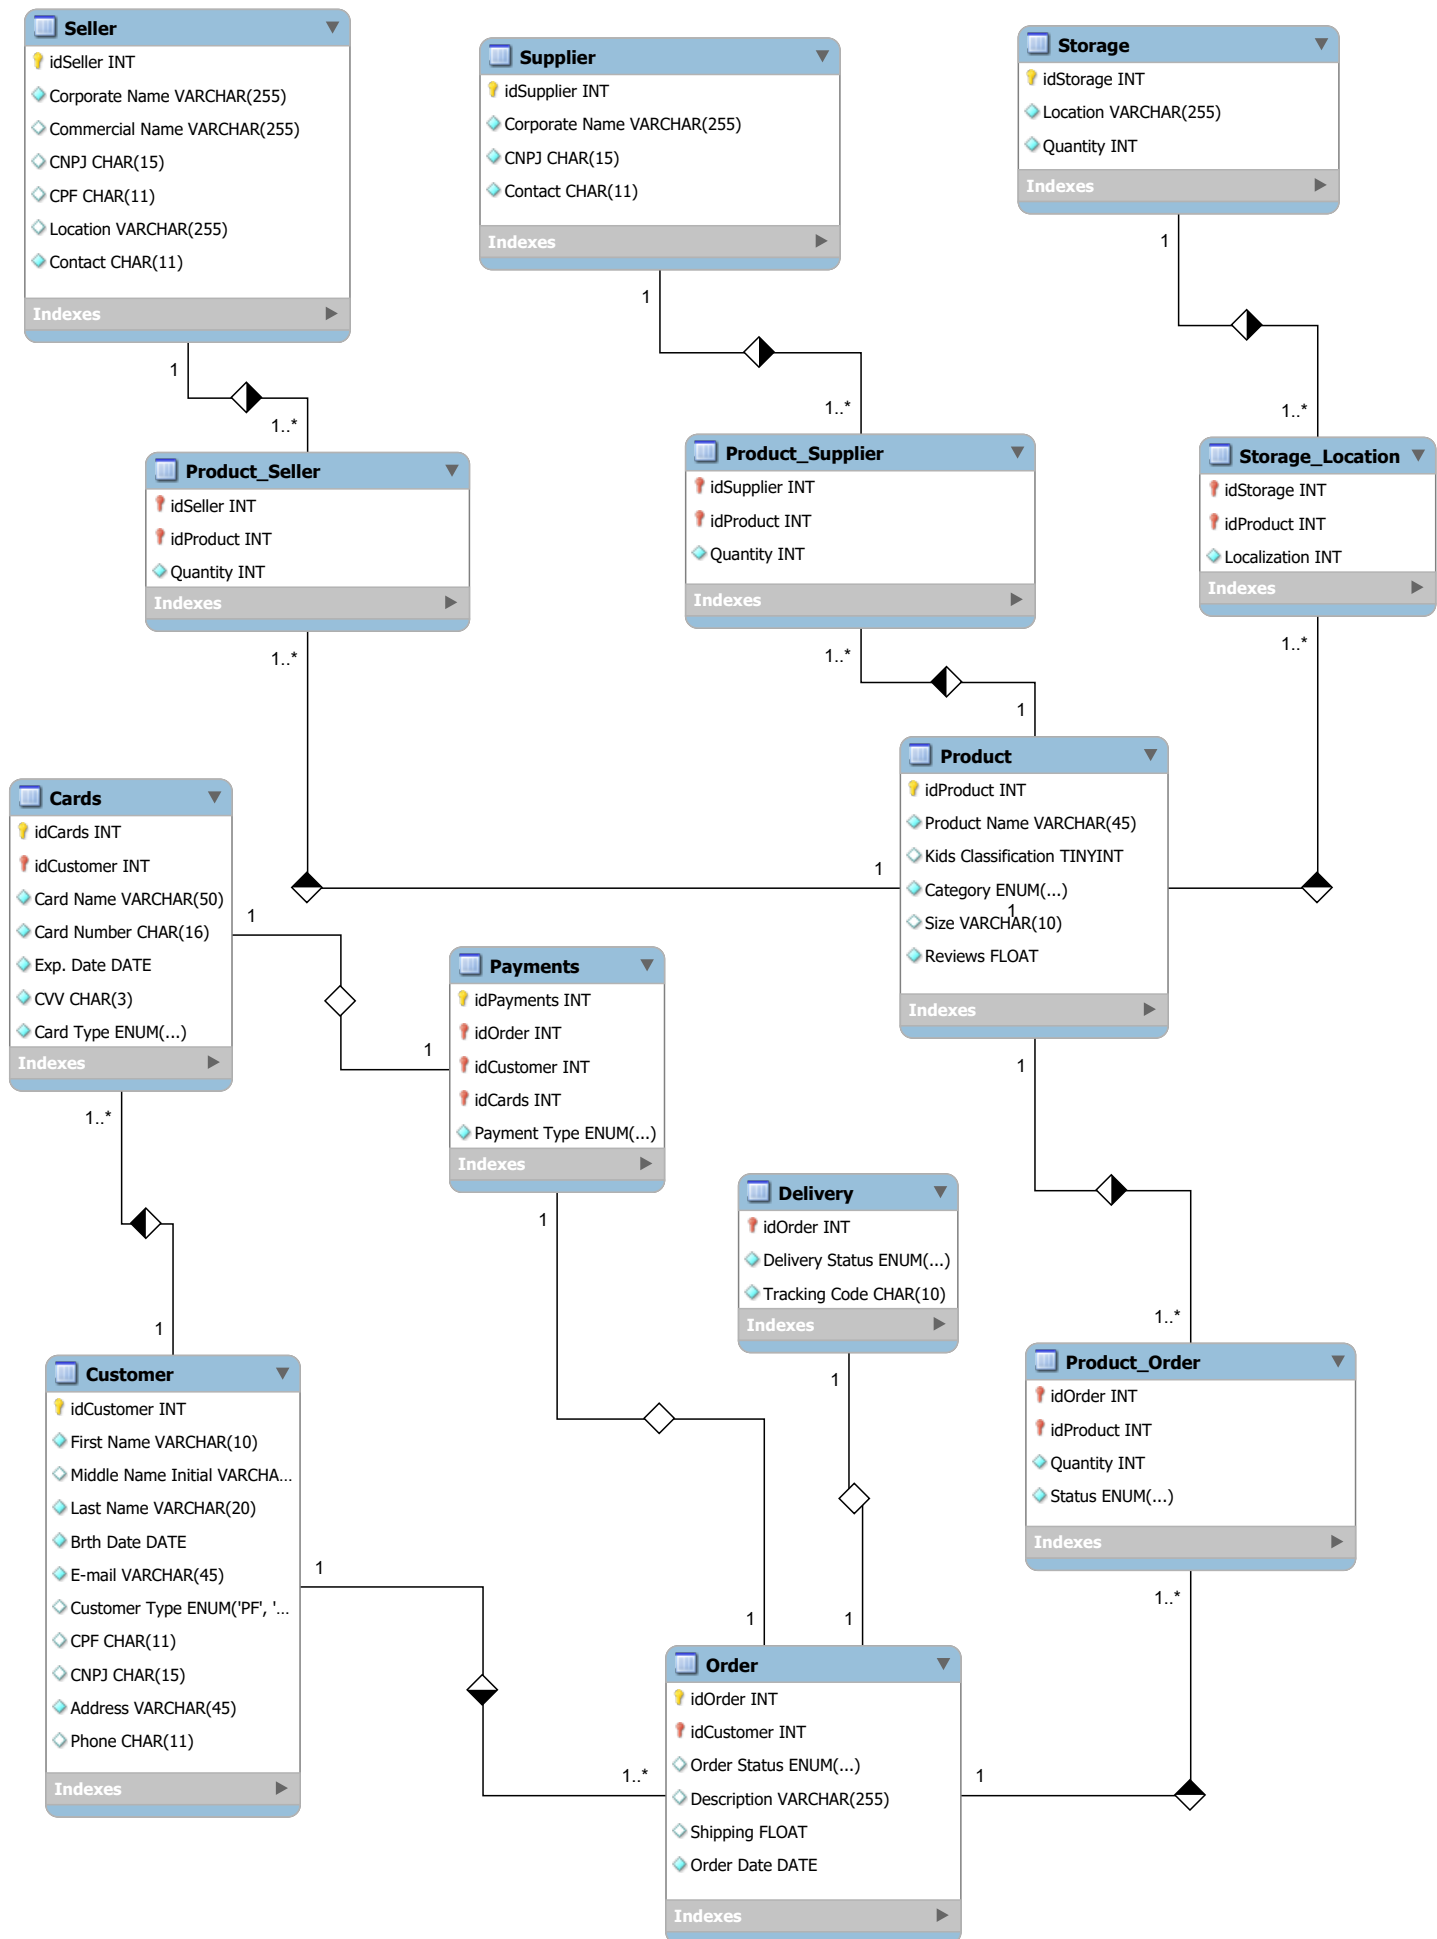 Seller
idSeller INT
Corporate Name VARCHAR(255)
Commercial Name VARCHAR(255)
CNPJ CHAR(15)
CPF CHAR(11)
Location VARCHAR(255)
Contact CHAR(11)
Indexes
Supplier
idSupplier INT
Corporate Name VARCHAR(255)
CNPJ CHAR(15)
Contact CHAR(11)
Indexes
Storage
idStorage INT
Location VARCHAR(255)
Quantity INT
Indexes
1
1
1
1..*
1..*
1..*
Product_Seller
idSeller INT
idProduct INT
Quantity INT
Indexes
Product_Supplier
idSupplier INT
idProduct INT
Quantity INT
Indexes
Storage_Location
idStorage INT
idProduct INT
Localization INT
Indexes
1..*
1..*
1..*
1
Product
idProduct INT
Product Name VARCHAR(45)
Kids Classification TINYINT
Category ENUM(...)
Size VARCHAR(10)
Reviews FLOAT
Indexes
1
1
1
Cards
idCards INT
idCustomer INT
Card Name VARCHAR(50)
Card Number CHAR(16)
Exp. Date DATE
CVV CHAR(3)
Card Type ENUM(...)
Indexes
1
1
1..*
1
Payments
idPayments INT
idOrder INT
idCustomer INT
idCards INT
Payment Type ENUM(...)
Indexes
1
Delivery
idOrder INT
Delivery Status ENUM(...)
Tracking Code CHAR(10)
Indexes
1
1..*
Product_Order
idOrder INT
idProduct INT
Quantity INT
Status ENUM(...)
Indexes
1..*
Customer
idCustomer INT
First Name VARCHAR(10)
Middle Name Initial VARCHA...
Last Name VARCHAR(20)
Brth Date DATE
E-mail VARCHAR(45)
Customer Type ENUM('PF', '...
CPF CHAR(11)
CNPJ CHAR(15)
Address VARCHAR(45)
Phone CHAR(11)
Indexes
1
1
1
1..*
1
Order
idOrder INT
idCustomer INT
Order Status ENUM(...)
Description VARCHAR(255)
Shipping FLOAT
Order Date DATE
Indexes